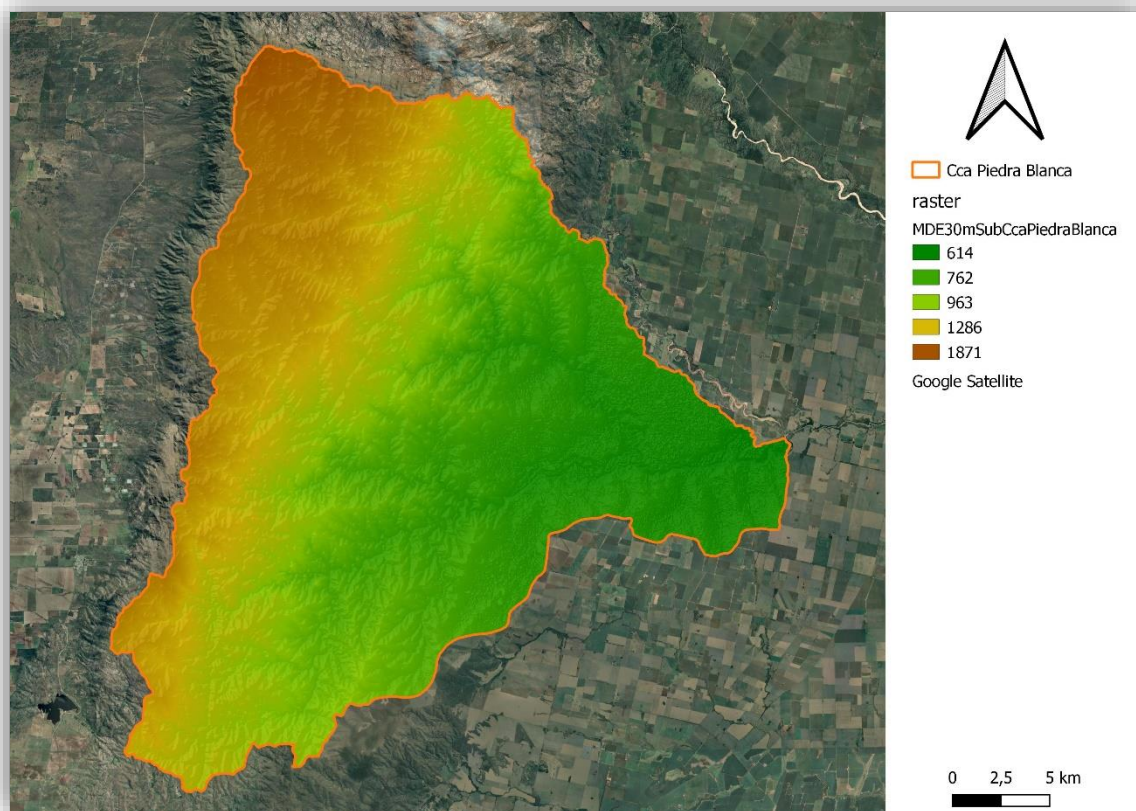 Cca Piedra Blanca
raster
MDE30mSubCcaPiedraBlanca
614
762
963
1286
1871
Google Satellite
0 2,5 5 km